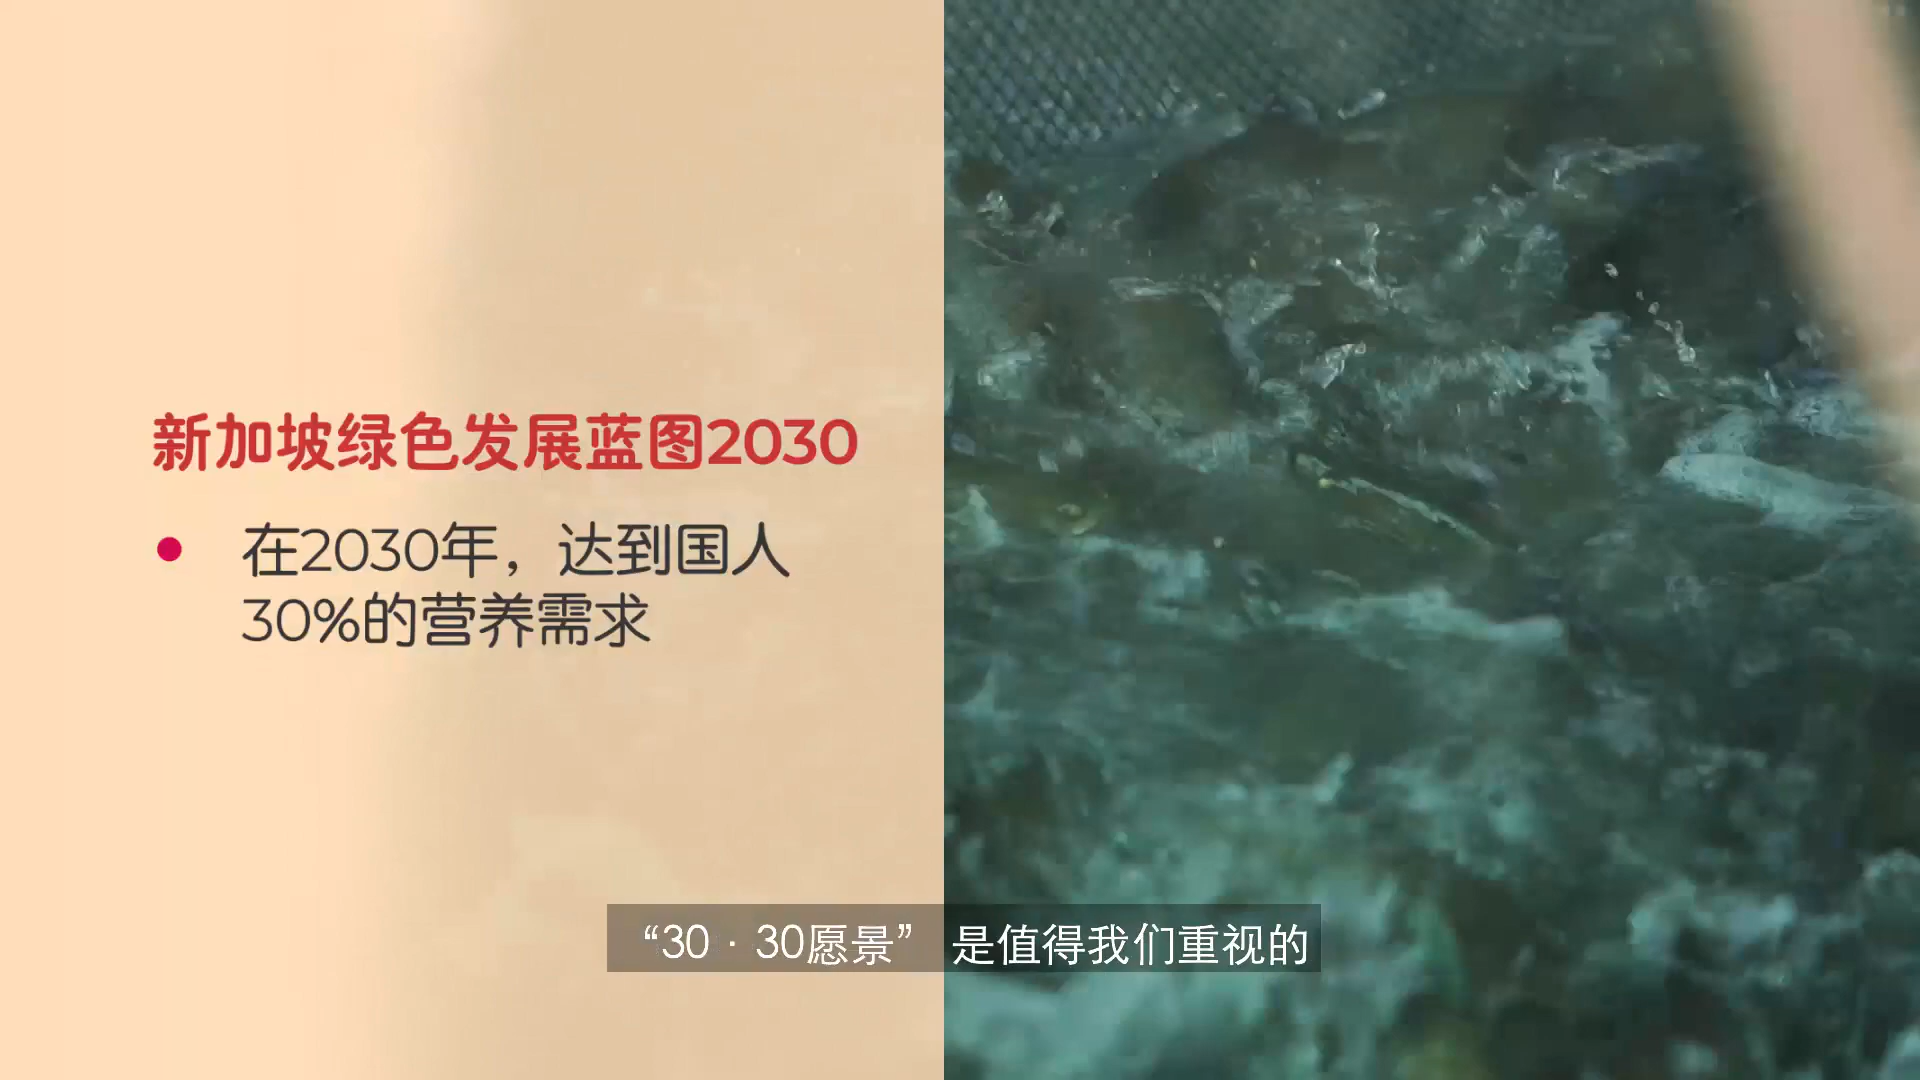 新加坡绿色发展蓝图2030
在2030年，达到国人
30%的营养需求
“30·30愿景” 是值得我们重视的